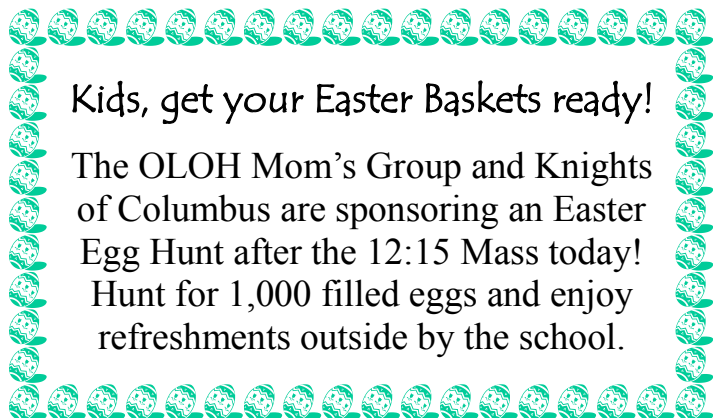 Kids, get your Easter Baskets ready!
The OLOH Mom’s Group and Knights
of Columbus are sponsoring an Easter
Egg Hunt after the 12:15 Mass today!
Hunt for 1,000 filled eggs and enjoy
refreshments outside by the school.